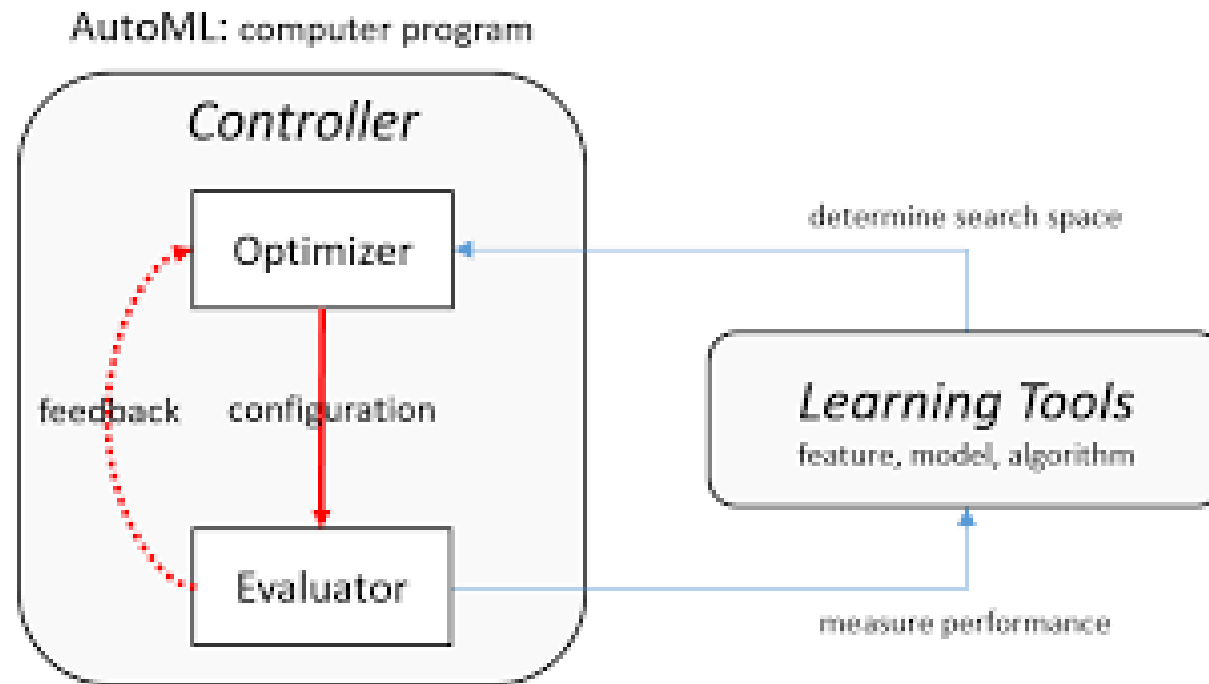 AutoML: computer program
Controller
Optimizer
determine search space
feedback
configuration
Learning Tools
feature, model, algorithm
Evaluator
measure performance